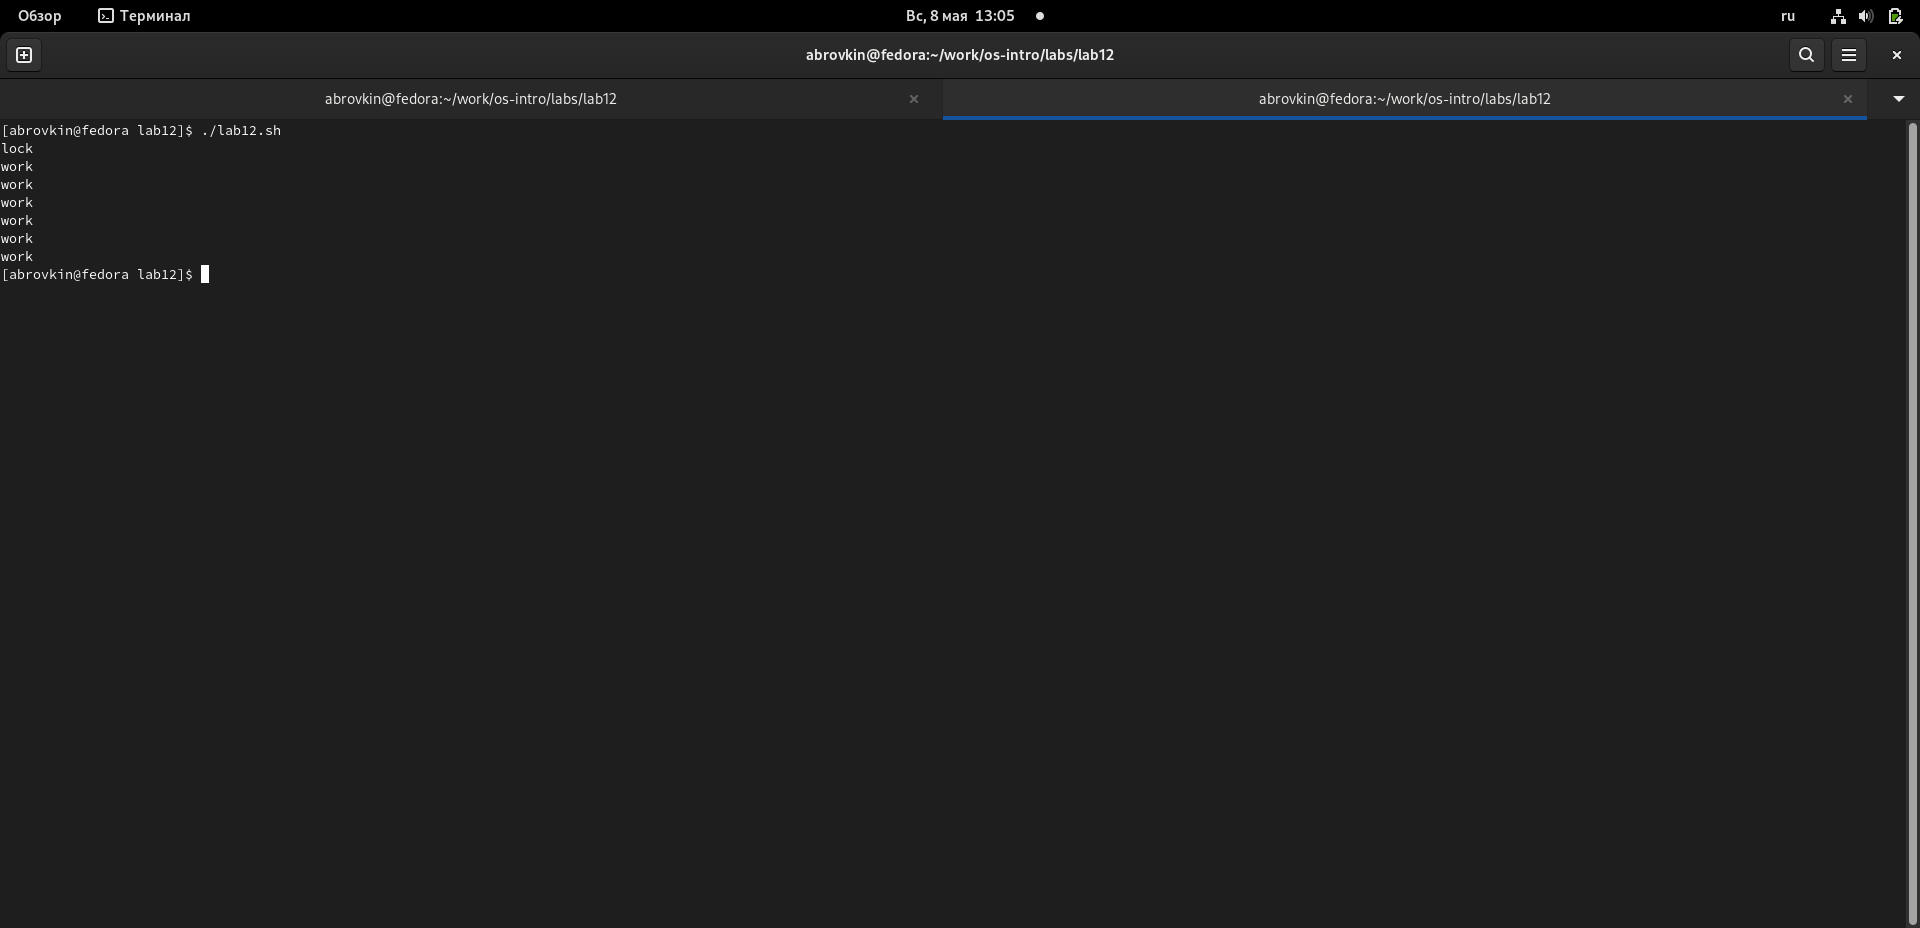 Обзор Терминал Вс, 8 мая 13:05 ru
abrovkin@fedora:~/work/os-intro/labs/lab12
abrovkin@fedora:~/work/os-intro/labs/lab12 abrovkin@fedora:~/work/os-intro/labs/lab12
[abrovkin@fedora lab12]$ ./lab12.sh
lock
work
work
work
work
work
work
[abrovkin@fedora lab12]$